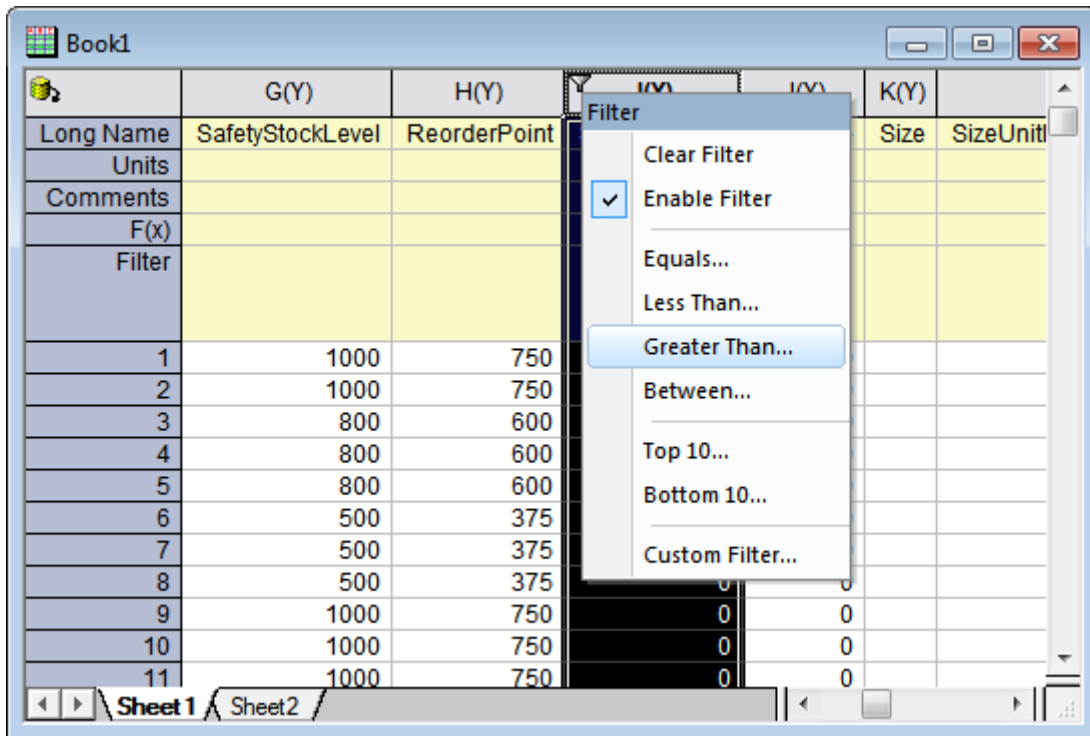 Book1
G(Y) H(Y) I(Y) J(Y) K(Y)
Long Name SafetyStockLevel ReorderPoint Size SizeUnit
Units
Comments
F(x)
Filter
Filter
Clear Filter
Enable Filter
Equals...
Less Than...
Greater Than...
Between...
Top 10...
Bottom 10...
Custom Filter...
1 1000 750
2 1000 750
3 800 600
4 800 600
5 800 600
6 500 375
7 500 375
8 500 375 0 0
9 1000 750 0 0
10 1000 750 0 0
11 1000 750 0 0
Sheet1 Sheet2